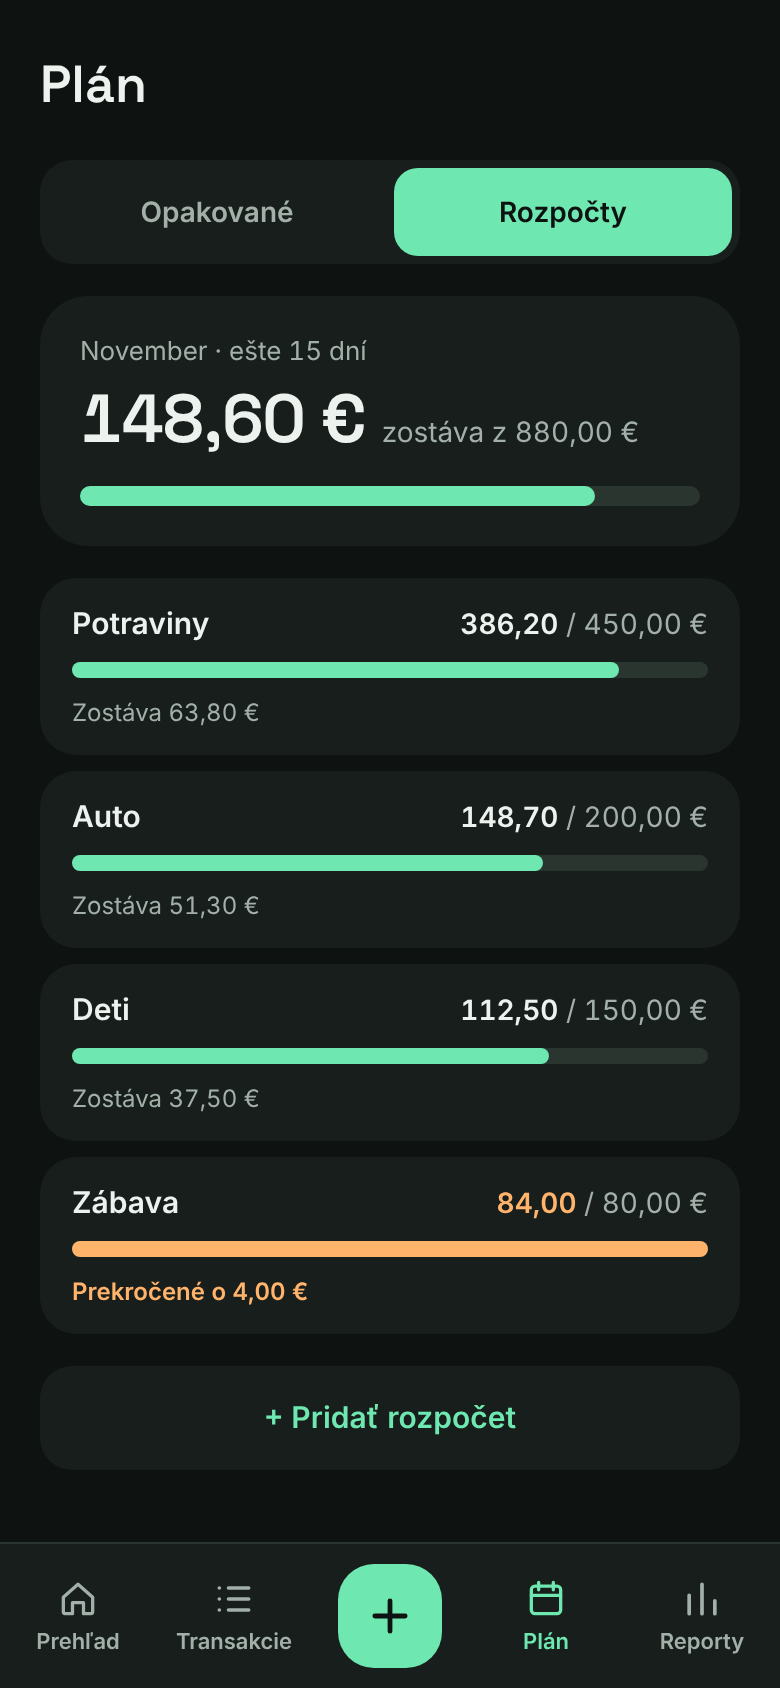 Plán
Opakované
Rozpočty
November · ešte 15 dní
148,60 € zostáva z 880,00 €
Potraviny 386,20 / 450,00 €
Zostáva 63,80 €
Auto 148,70 / 200,00 €
Zostáva 51,30 €
Deti 112,50 / 150,00 €
Zostáva 37,50 €
Zábava 84,00 / 80,00 €
Prekročené o 4,00 €
+ Pridať rozpočet
Prehľad Transakcie Plán Reporty